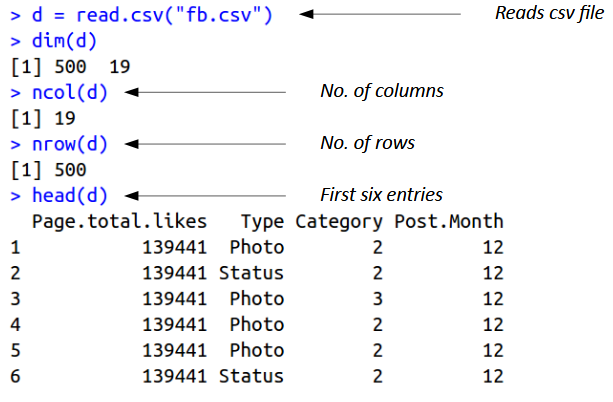 > d = read.csv("fb.csv") Reads csv file
> dim(d)
[1] 500  19
> ncol(d) No. of columns
[1] 19
> nrow(d) No. of rows
[1] 500
> head(d) First six entries
  Page.total.likes   Type Category Post.Month
1           139441  Photo        2         12
2           139441 Status        2         12
3           139441  Photo        3         12
4           139441  Photo        2         12
5           139441  Photo        2         12
6           139441 Status        2         12